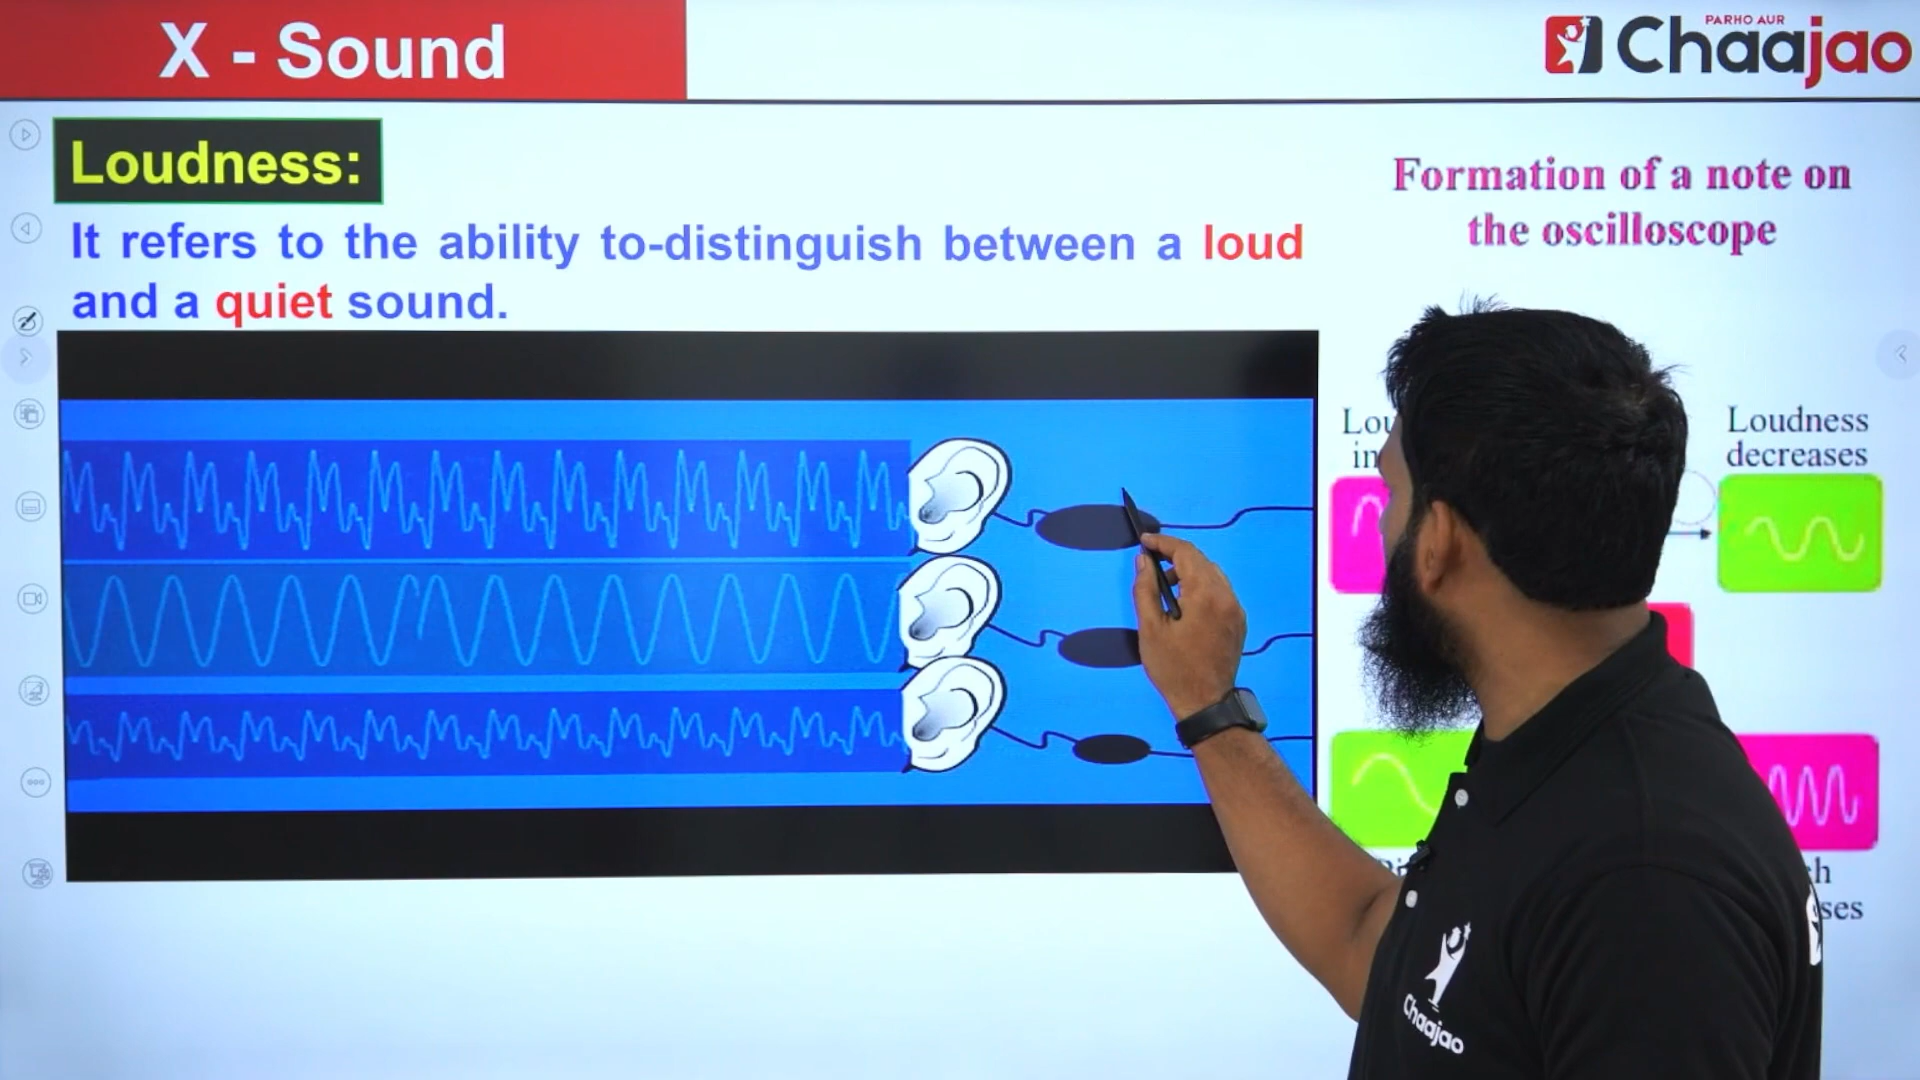 X - Sound
PARHO AUR
Chaajao
Loudness:
It refers to the ability to-distinguish between a loud
and a quiet sound.
Formation of a note on
the oscilloscope
Loudness
decreases
Chaajao